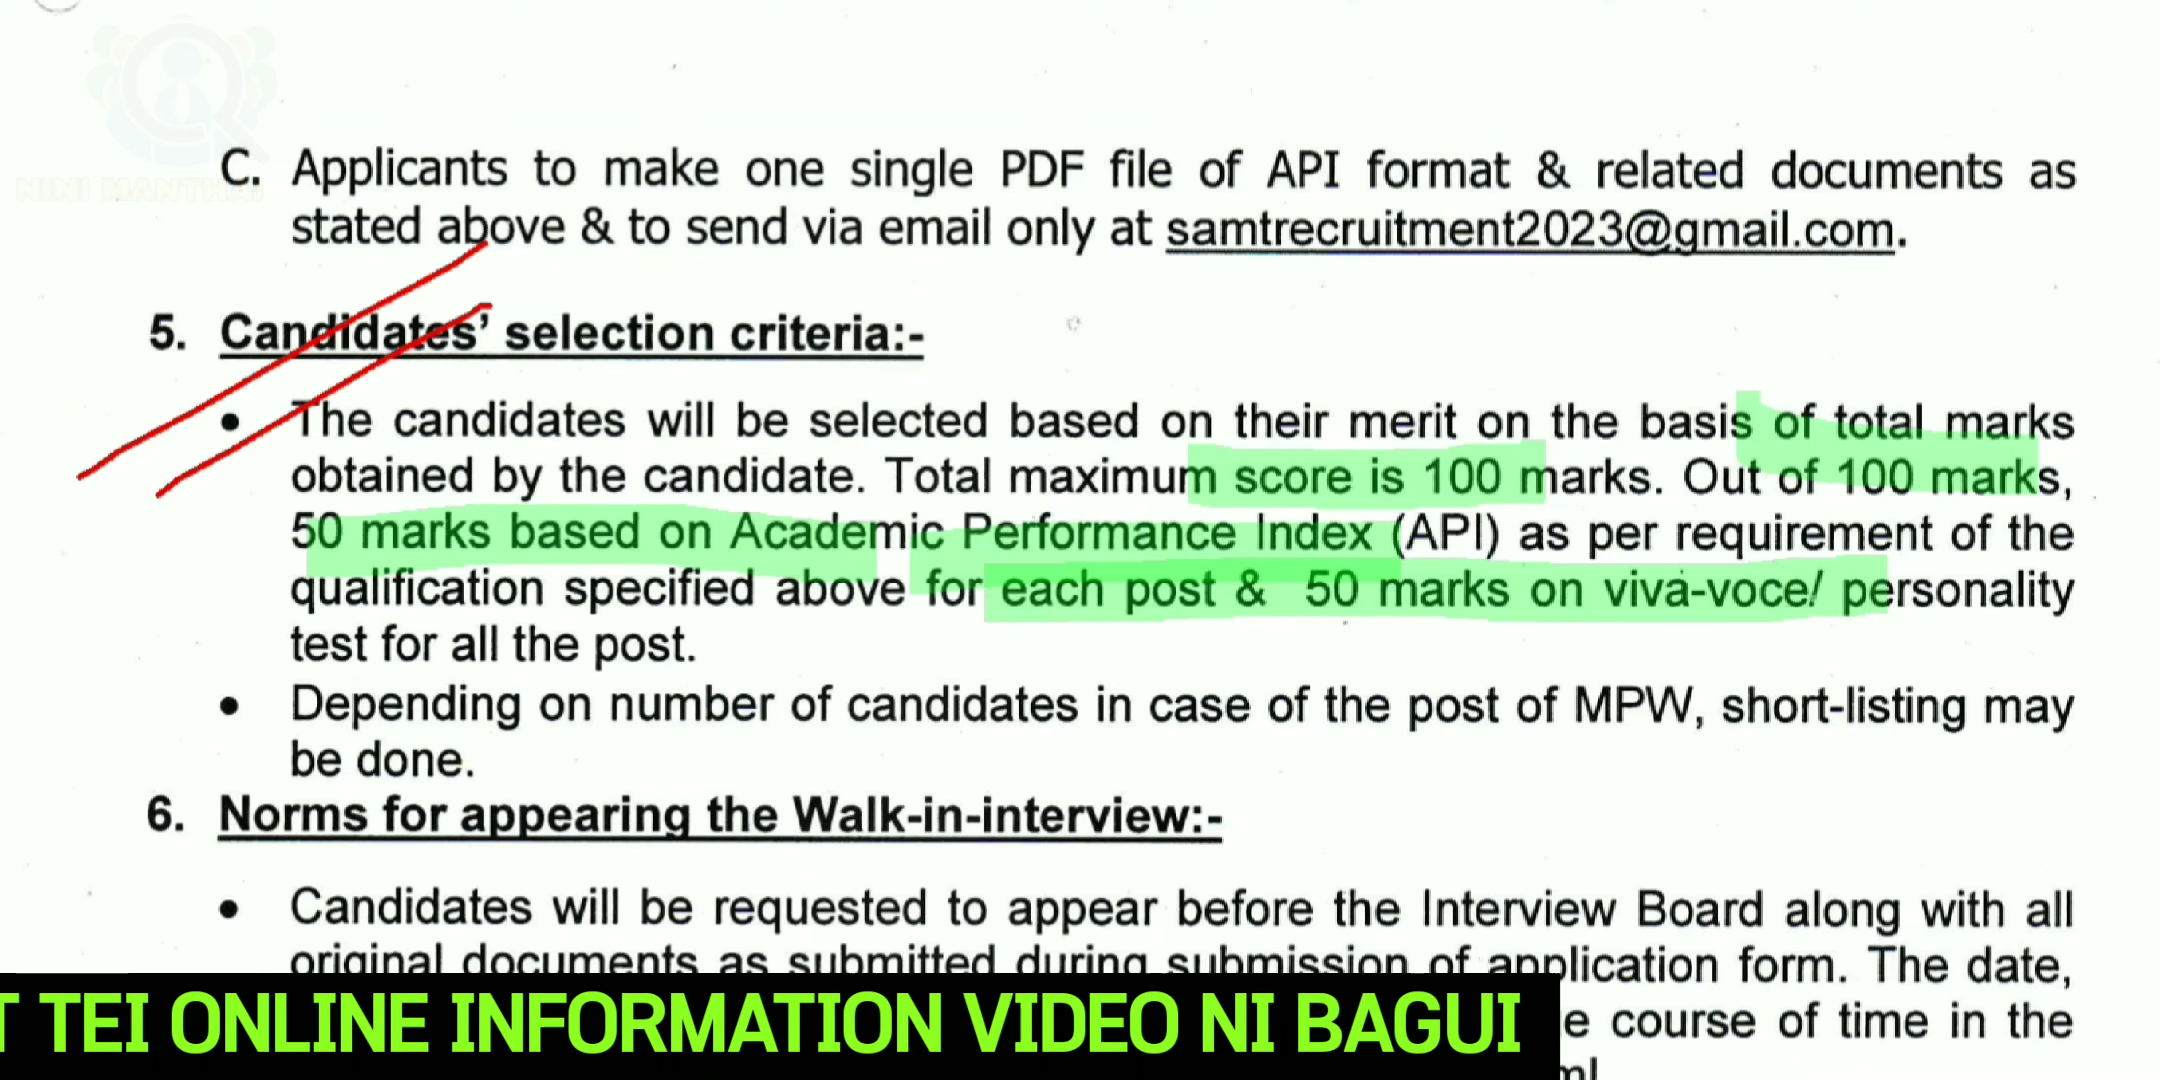 NINI MANTHAI
C. Applicants to make one single PDF file of API format & related documents as
stated above & to send via email only at samtrecruitment2023@gmail.com.
5. Candidates' selection criteria:-
• The candidates will be selected based on their merit on the basis of total marks
obtained by the candidate. Total maximum score is 100 marks. Out of 100 marks,
50 marks based on Academic Performance Index (API) as per requirement of the
qualification specified above for each post & 50 marks on viva-voce/ personality
test for all the post.
• Depending on number of candidates in case of the post of MPW, short-listing may
be done.
6. Norms for appearing the Walk-in-interview:-
• Candidates will be requested to appear before the Interview Board along with all
original documents as submitted during submission of application form. The date,
e course of time in the
TEI ONLINE INFORMATION VIDEO NI BAGUI